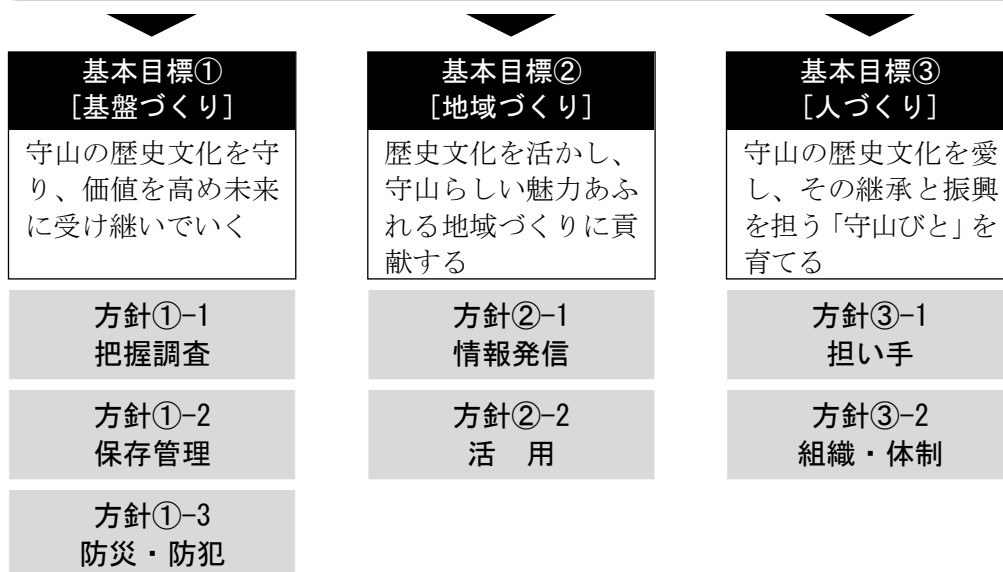 基本目標①
[基盤づくり]
守山の歴史文化を守
り、価値を高め未来
に受け継いでいく
方針①-1
把握調査
方針①-2
保存管理
方針①-3
防災・防犯
基本目標②
[地域づくり]
歴史文化を活かし、
守山らしい魅力あふ
れる地域づくりに貢
献する
方針②-1
情報発信
方針②-2
活　用
基本目標③
[人づくり]
守山の歴史文化を愛
し、その継承と振興
を担う「守山びと」を
育てる
方針③-1
担い手
方針③-2
組織・体制